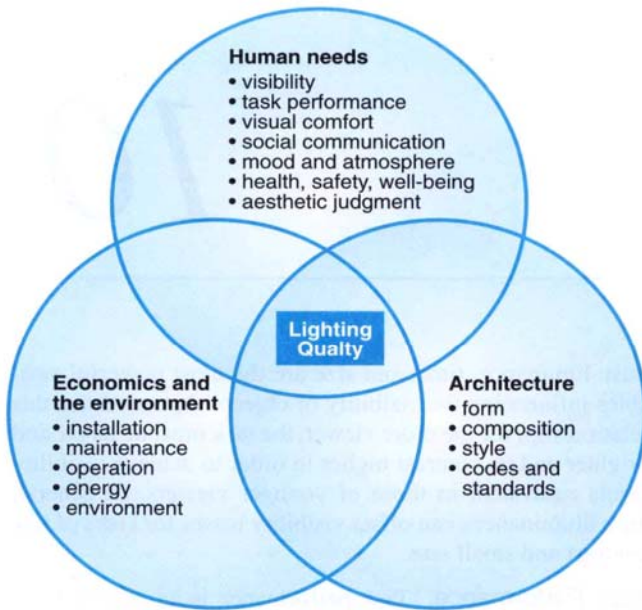 Human needs
• visibility
• task performance
• visual comfort
• social communication
• mood and atmosphere
• health, safety, well-being
• aesthetic judgment
Lighting
Qualty
Economics and
the environment
• installation
• maintenance
• operation
• energy
• environment
Architecture
• form
• composition
• style
• codes and
standards